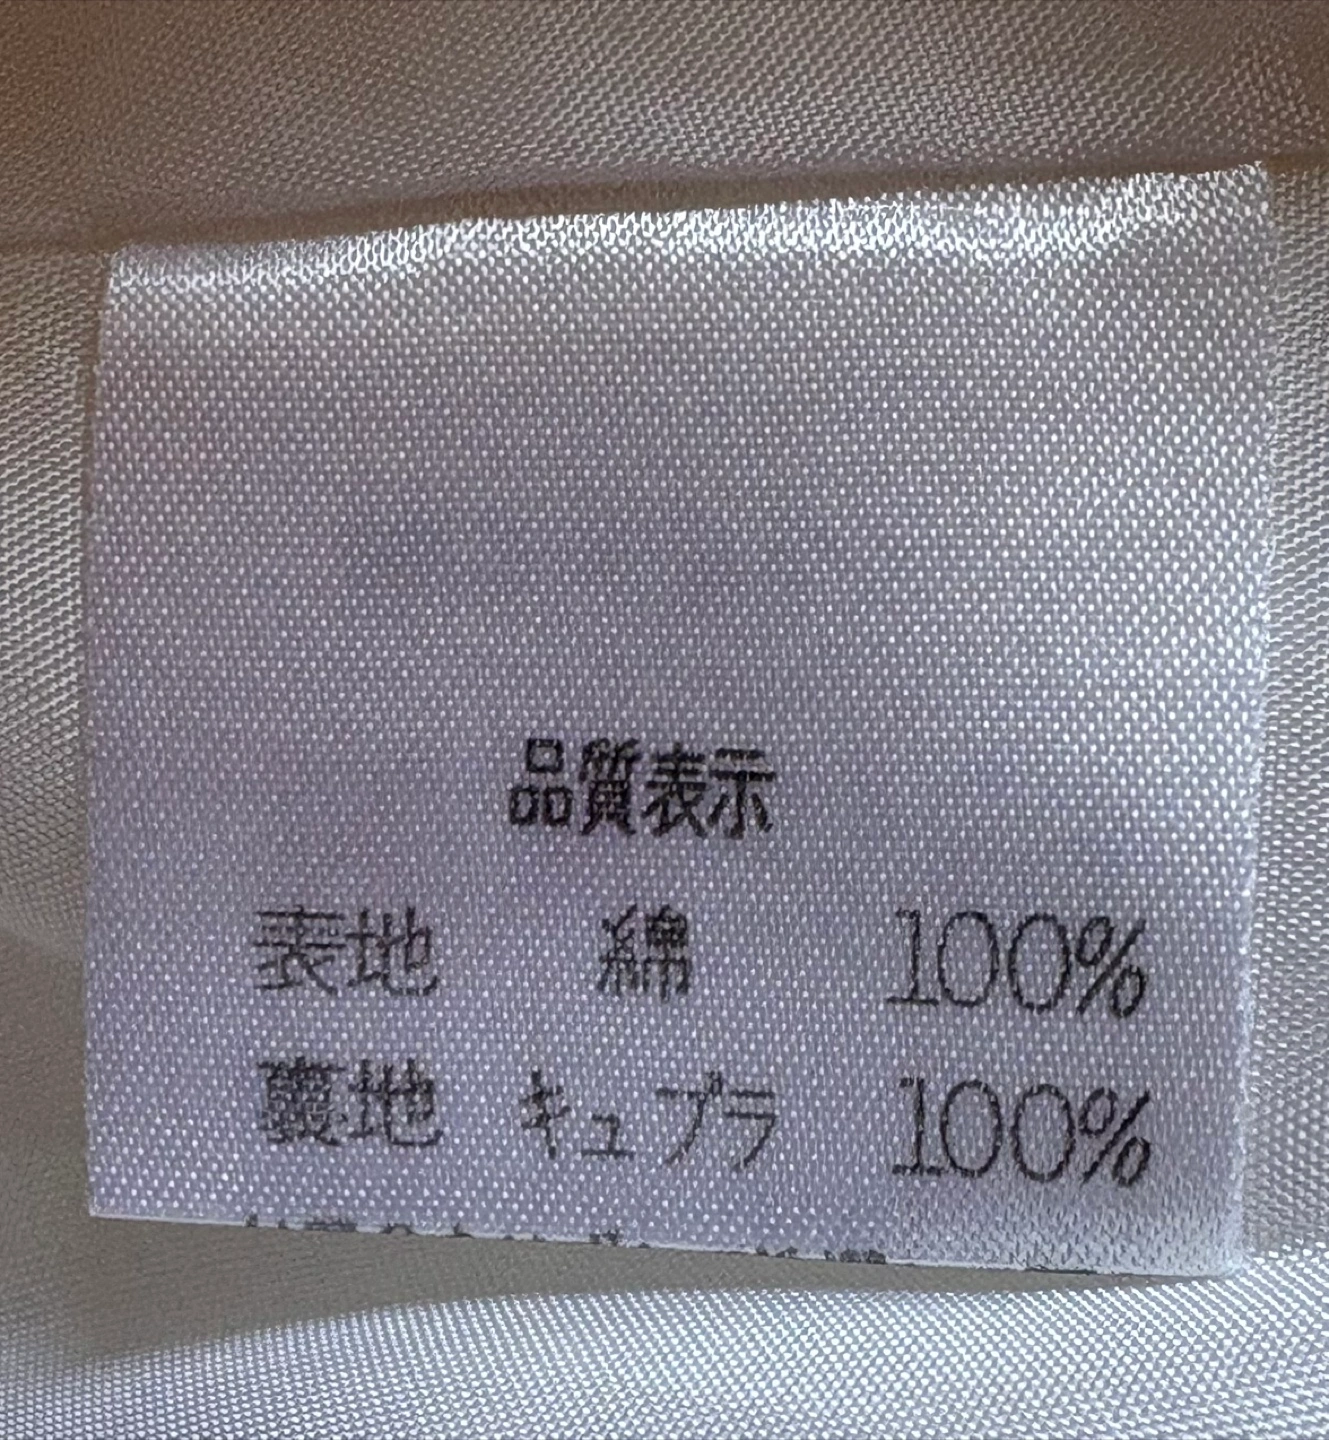 品質表示
表地 綿 100%
裏地 キュプラ 100%